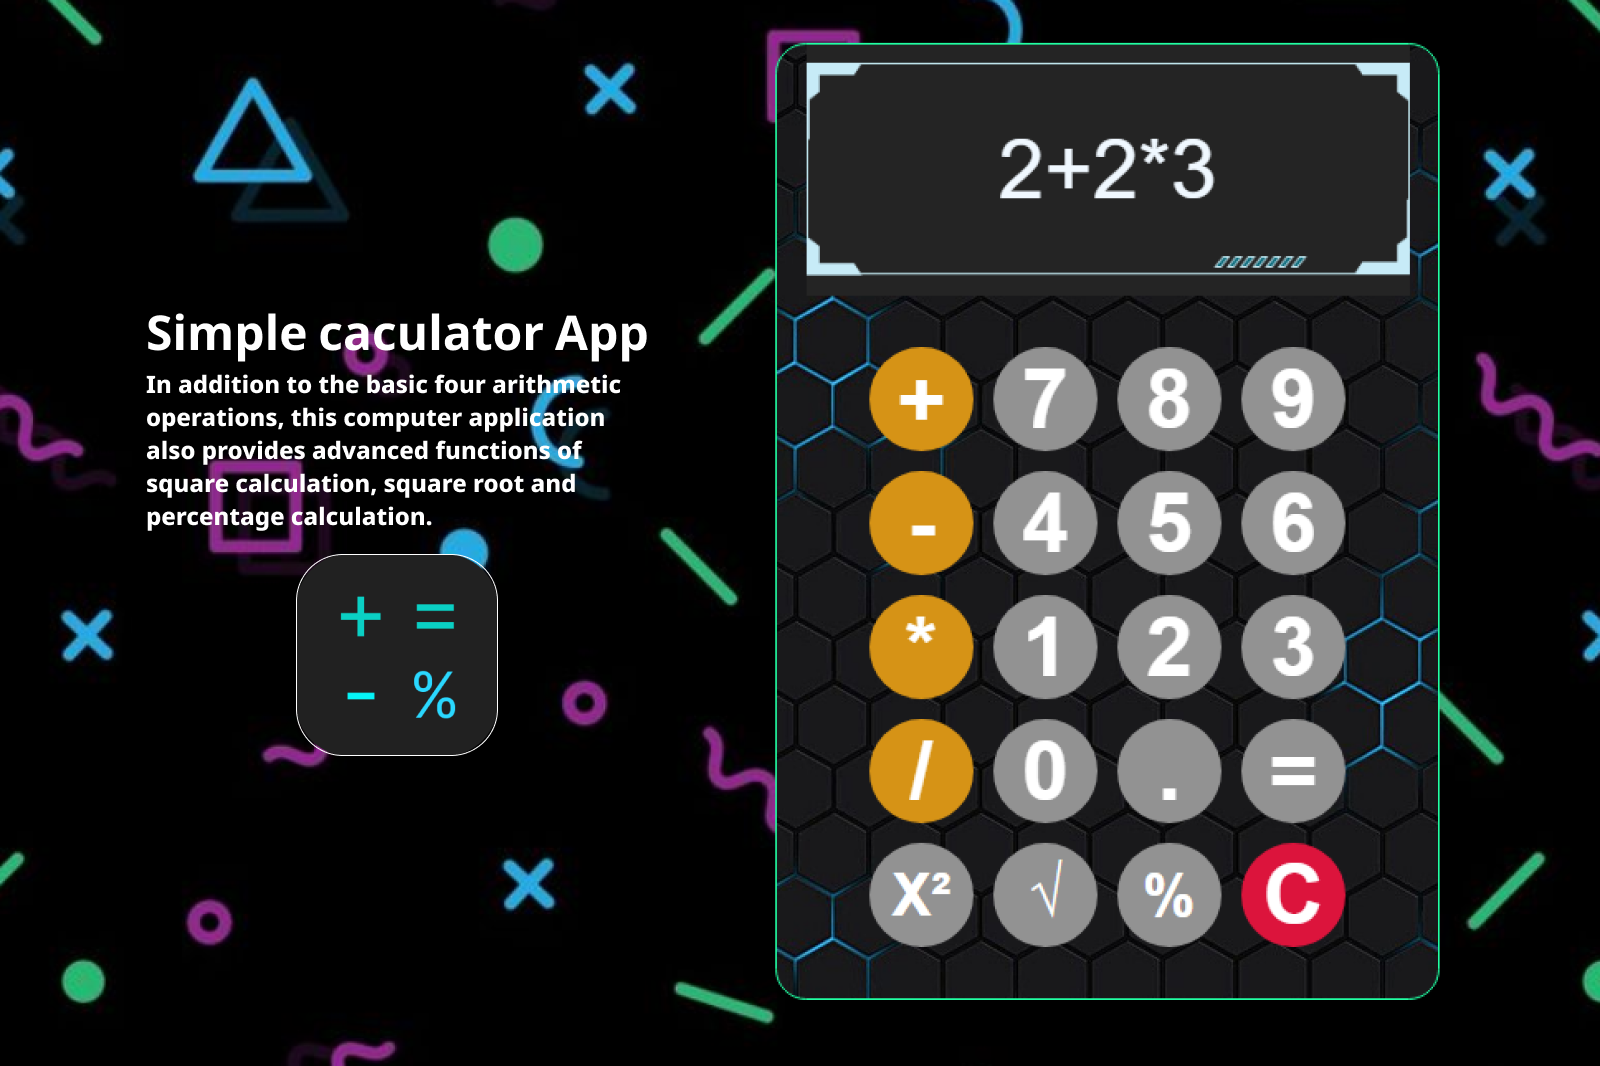 Simple caculator App
In addition to the basic four arithmetic
operations, this computer application
also provides advanced functions of
square calculation, square root and
percentage calculation.
+ =
- %
2+2*3
+ 7 8 9
- 4 5 6
* 1 2 3
/ 0 . =
X² √ % C